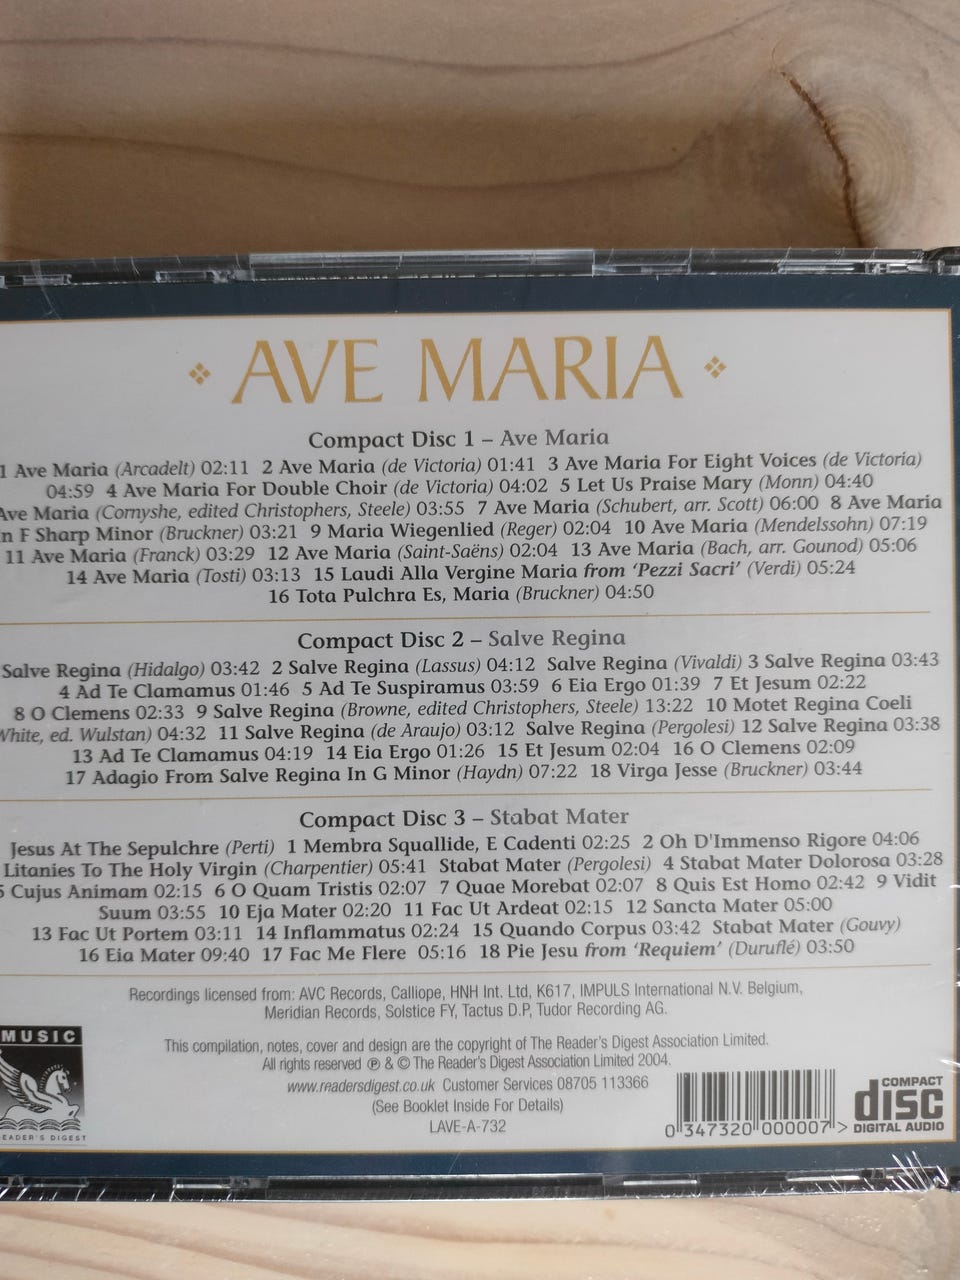 AVE MARIA
Compact Disc 1 – Ave Maria
1 Ave Maria (Arcadelt) 02:11 2 Ave Maria (de Victoria) 01:41 3 Ave Maria For Eight Voices (de Victoria)
04:59 4 Ave Maria For Double Choir (de Victoria) 04:02 5 Let Us Praise Mary (Monn) 04:40
Ave Maria (Cornyshe, edited Christophers, Steele) 03:55 7 Ave Maria (Schubert, arr. Scott) 06:00 8 Ave Maria
n F Sharp Minor (Bruckner) 03:21 9 Maria Wiegenlied (Reger) 02:04 10 Ave Maria (Mendelssohn) 07:19
11 Ave Maria (Franck) 03:29 12 Ave Maria (Saint-Saëns) 02:04 13 Ave Maria (Bach, arr. Gounod) 05:06
14 Ave Maria (Tosti) 03:13 15 Laudi Alla Vergine Maria from ‘Pezzi Sacri’ (Verdi) 05:24
16 Tota Pulchra Es, Maria (Bruckner) 04:50
Compact Disc 2 – Salve Regina
Salve Regina (Hidalgo) 03:42 2 Salve Regina (Lassus) 04:12 Salve Regina (Vivaldi) 3 Salve Regina 03:43
4 Ad Te Clamamus 01:46 5 Ad Te Suspiramus 03:59 6 Eia Ergo 01:39 7 Et Jesum 02:22
8 O Clemens 02:33 9 Salve Regina (Browne, edited Christophers, Steele) 13:22 10 Motet Regina Coeli
White, ed. Wulstan) 04:32 11 Salve Regina (de Araujo) 03:12 Salve Regina (Pergolesi) 12 Salve Regina 03:38
13 Ad Te Clamamus 04:19 14 Eia Ergo 01:26 15 Et Jesum 02:04 16 O Clemens 02:09
17 Adagio From Salve Regina In G Minor (Haydn) 07:22 18 Virga Jesse (Bruckner) 03:44
Compact Disc 3 – Stabat Mater
Jesus At The Sepulchre (Perti) 1 Membra Squallide, E Cadenti 02:25 2 Oh D'Immenso Rigore 04:06
Litanies To The Holy Virgin (Charpentier) 05:41 Stabat Mater (Pergolesi) 4 Stabat Mater Dolorosa 03:28
5 Cujus Animam 02:15 6 O Quam Tristis 02:07 7 Quae Morebat 02:07 8 Quis Est Homo 02:42 9 Vidit
Suum 03:55 10 Eja Mater 02:20 11 Fac Ut Ardeat 02:15 12 Sancta Mater 05:00
13 Fac Ut Portem 03:11 14 Inflammatus 02:24 15 Quando Corpus 03:42 Stabat Mater (Gouvy)
16 Eia Mater 09:40 17 Fac Me Flere 05:16 18 Pie Jesu from ‘Requiem’ (Duruflé) 03:50
Recordings licensed from: AVC Records, Calliope, HNH Int. Ltd, K617, IMPULS International N.V. Belgium,
Meridian Records, Solstice FY, Tactus D.P, Tudor Recording AG.
This compilation, notes, cover and design are the copyright of The Reader's Digest Association Limited.
All rights reserved ℗ & © The Reader's Digest Association Limited 2004.
www.readersdigest.co.uk Customer Services 08705 113366
(See Booklet Inside For Details)
LAVE-A-732
MUSIC
READER'S DIGEST
0 347320 000007 >
COMPACT
disc
DIGITAL AUDIO